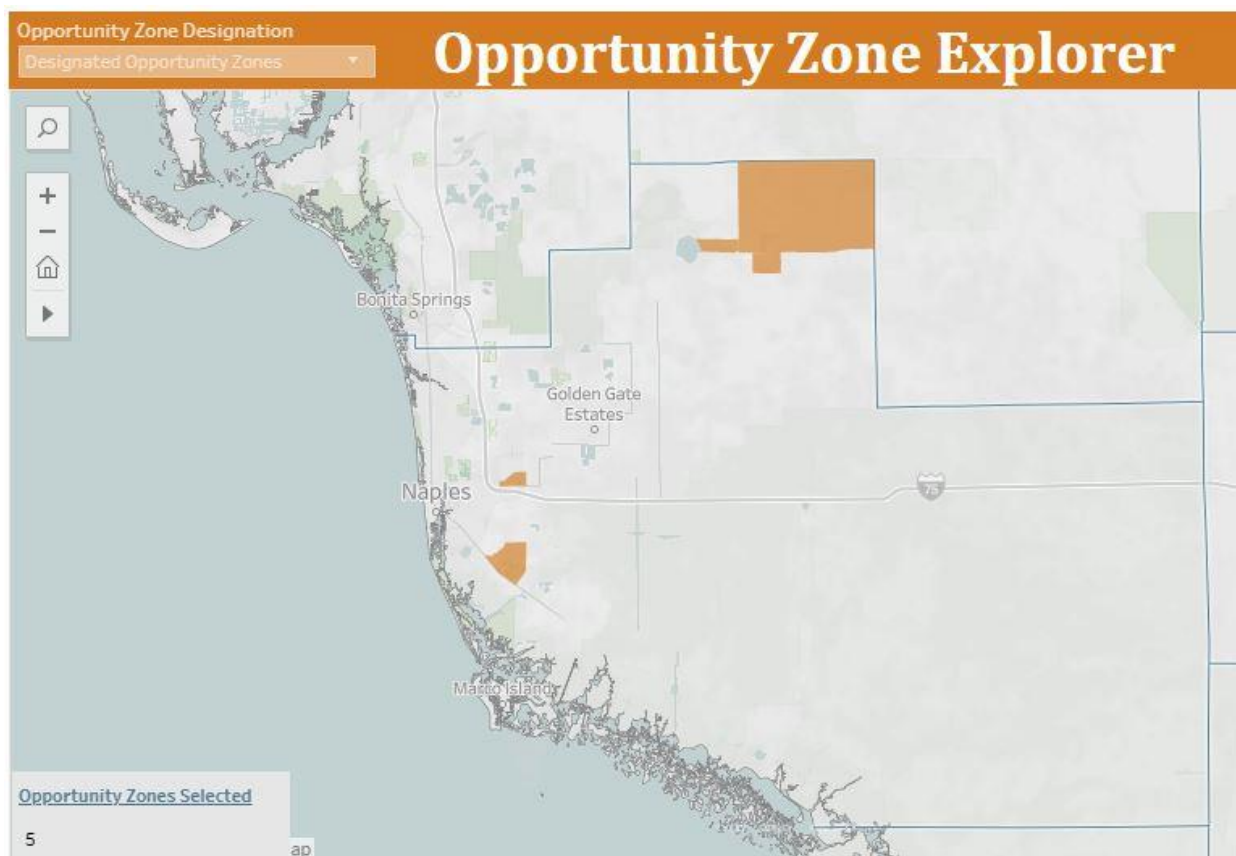 Opportunity Zone Designation
Designated Opportunity Zones
Opportunity Zone Explorer
Bonita Springs
Golden Gate
Estates
Naples
75
Marco Island
Opportunity Zones Selected
5
ap